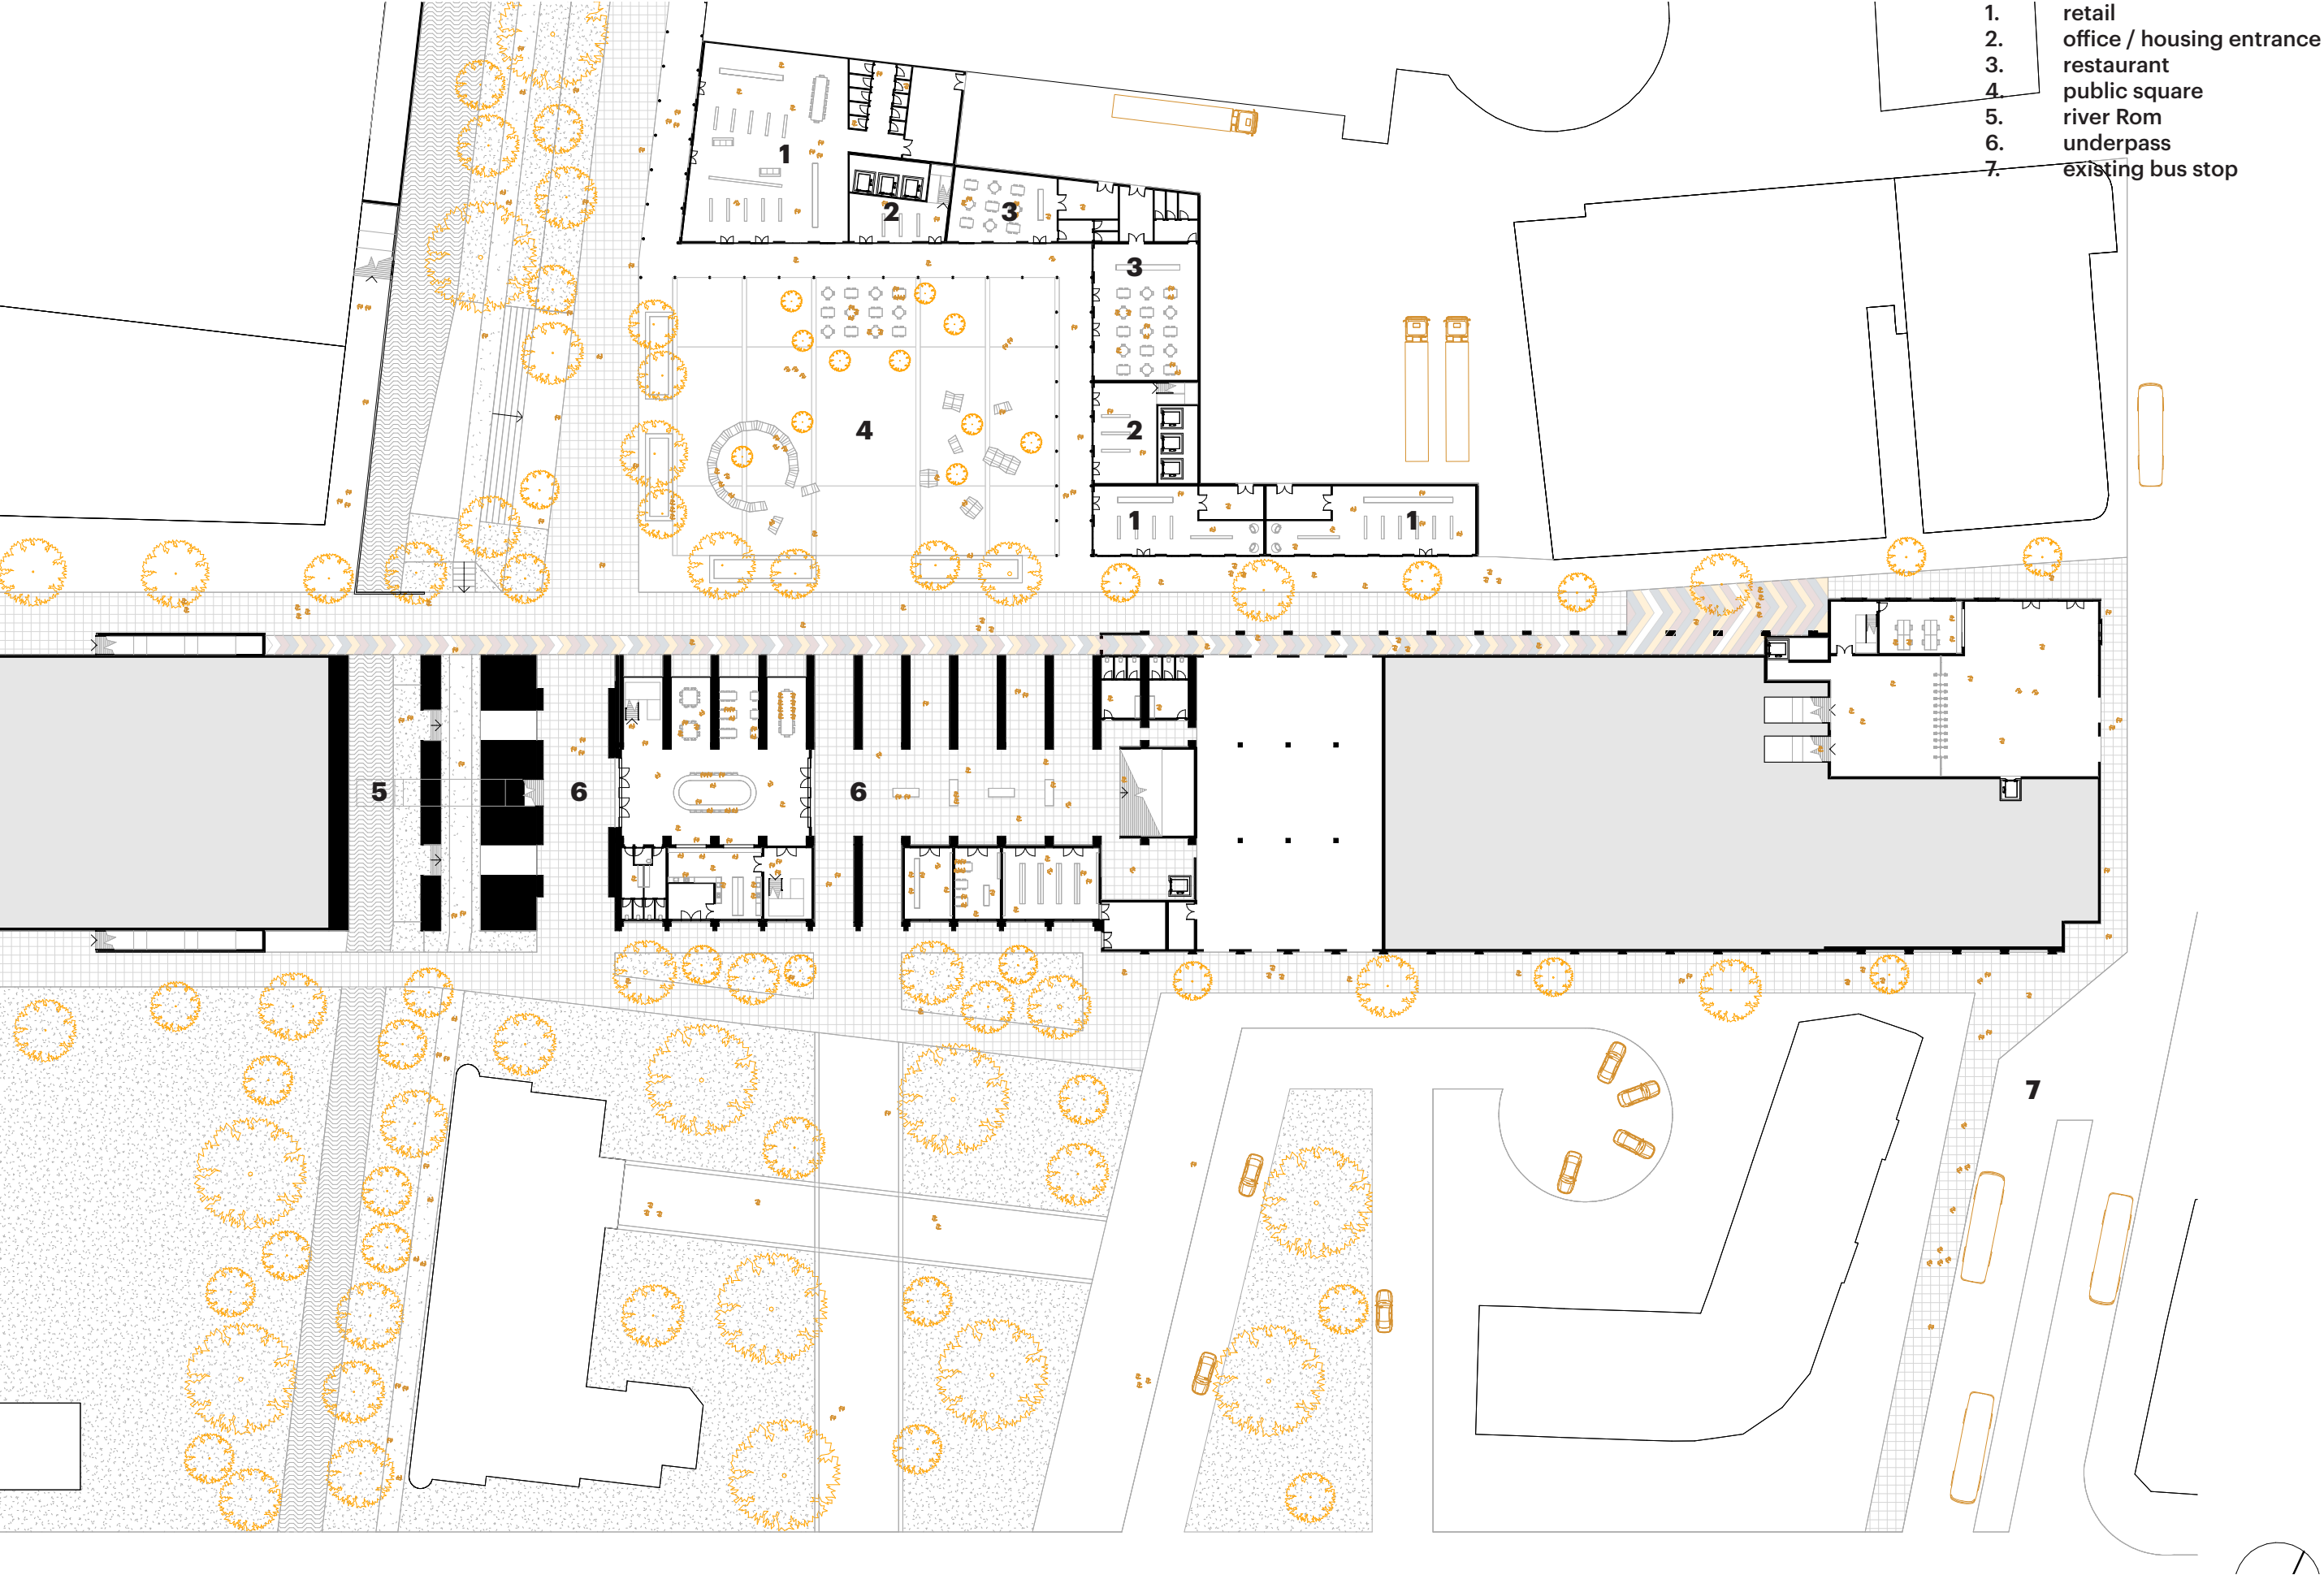 1. retail
2. office / housing entrance
3. restaurant
4. public square
5. river Rom
6. underpass
7. existing bus stop
1
2
3
3
4
2
1
1
5
6
6
7